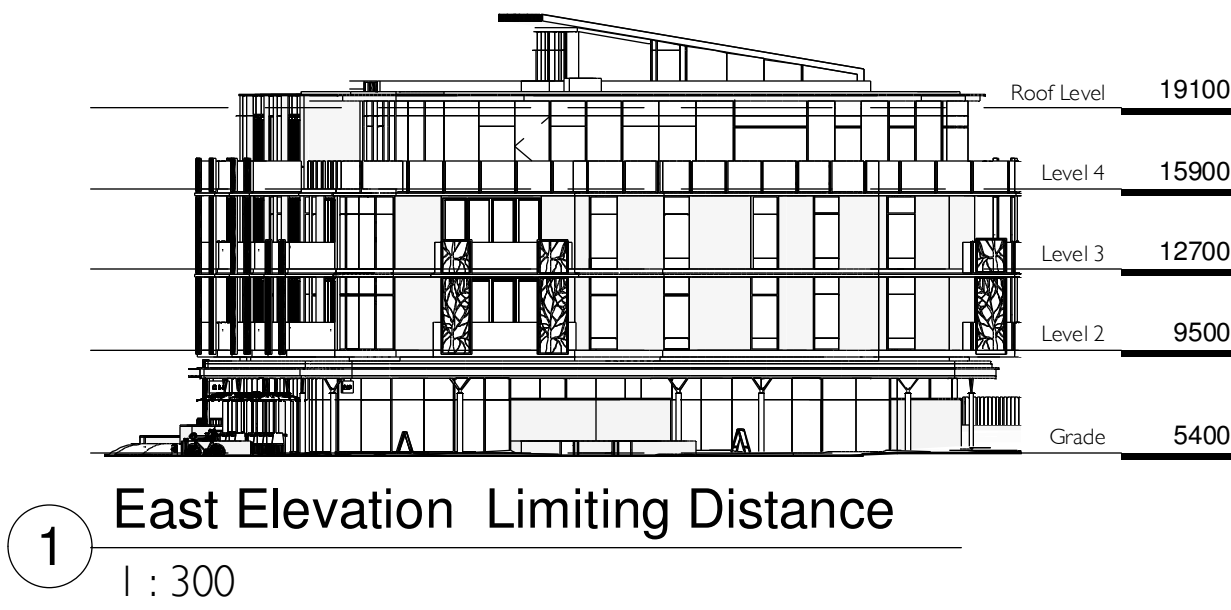 Roof Level 19100
Level 4 15900
Level 3 12700
Level 2 9500
Grade 5400
1 East Elevation Limiting Distance
1 : 300